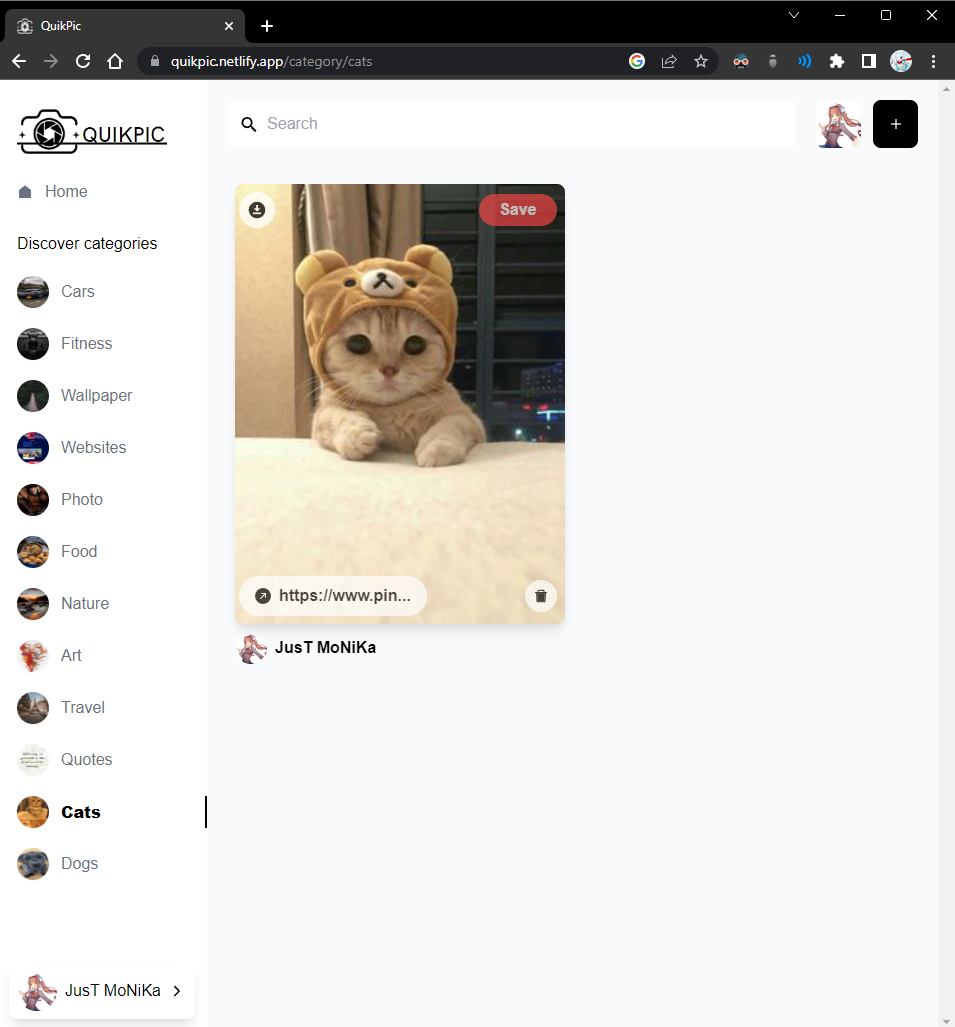 QuikPic
quikpic.netlify.app/category/cats
QUIKPIC
Search
Home
Discover categories
Cars
Fitness
Wallpaper
Websites
Photo
Food
Nature
Art
Travel
Quotes
Cats
Dogs
JusT MoNiKa
Save
https://www.pin...
JusT MoNiKa